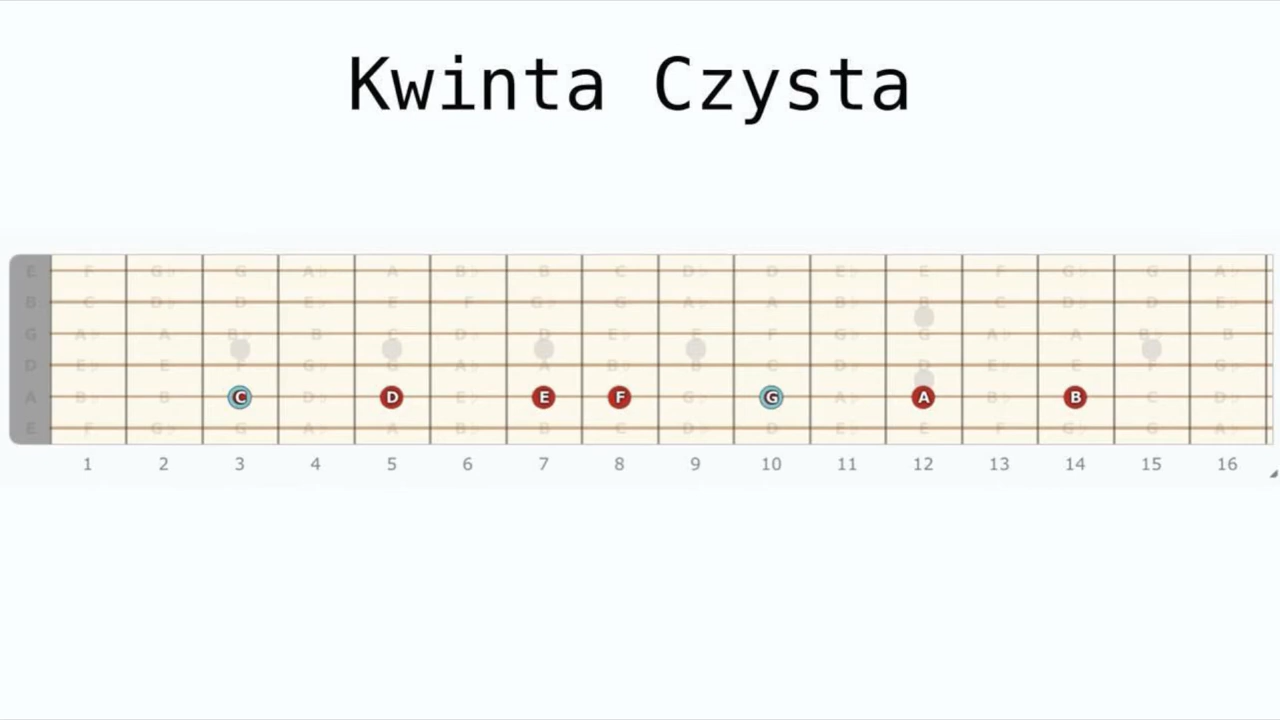 Kwinta Czysta
E F G♭ G A♭ A B♭ B C D♭ D E♭ E F G♭ G A♭
B C D♭ D E♭ E F G♭ G A♭ A B♭ B C D♭ D E♭
G A♭ A B♭ B C D♭ D E♭ E F G♭ G A♭ A B♭ B
D E♭ E F G♭ G A♭ A B♭ B C D♭ D E♭ E F G♭
A B♭ B C D♭ D E♭ E F G♭ G A♭ A B♭ B C D♭
E F G♭ G A♭ A B♭ B C D♭ D E♭ E F G♭ G A♭
1 2 3 4 5 6 7 8 9 10 11 12 13 14 15 16